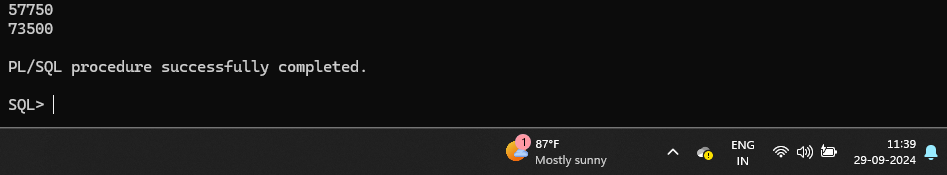 57750
73500
PL/SQL procedure successfully completed.
SQL>
1
87°F
Mostly sunny
ENG
IN
11:39
29-09-2024